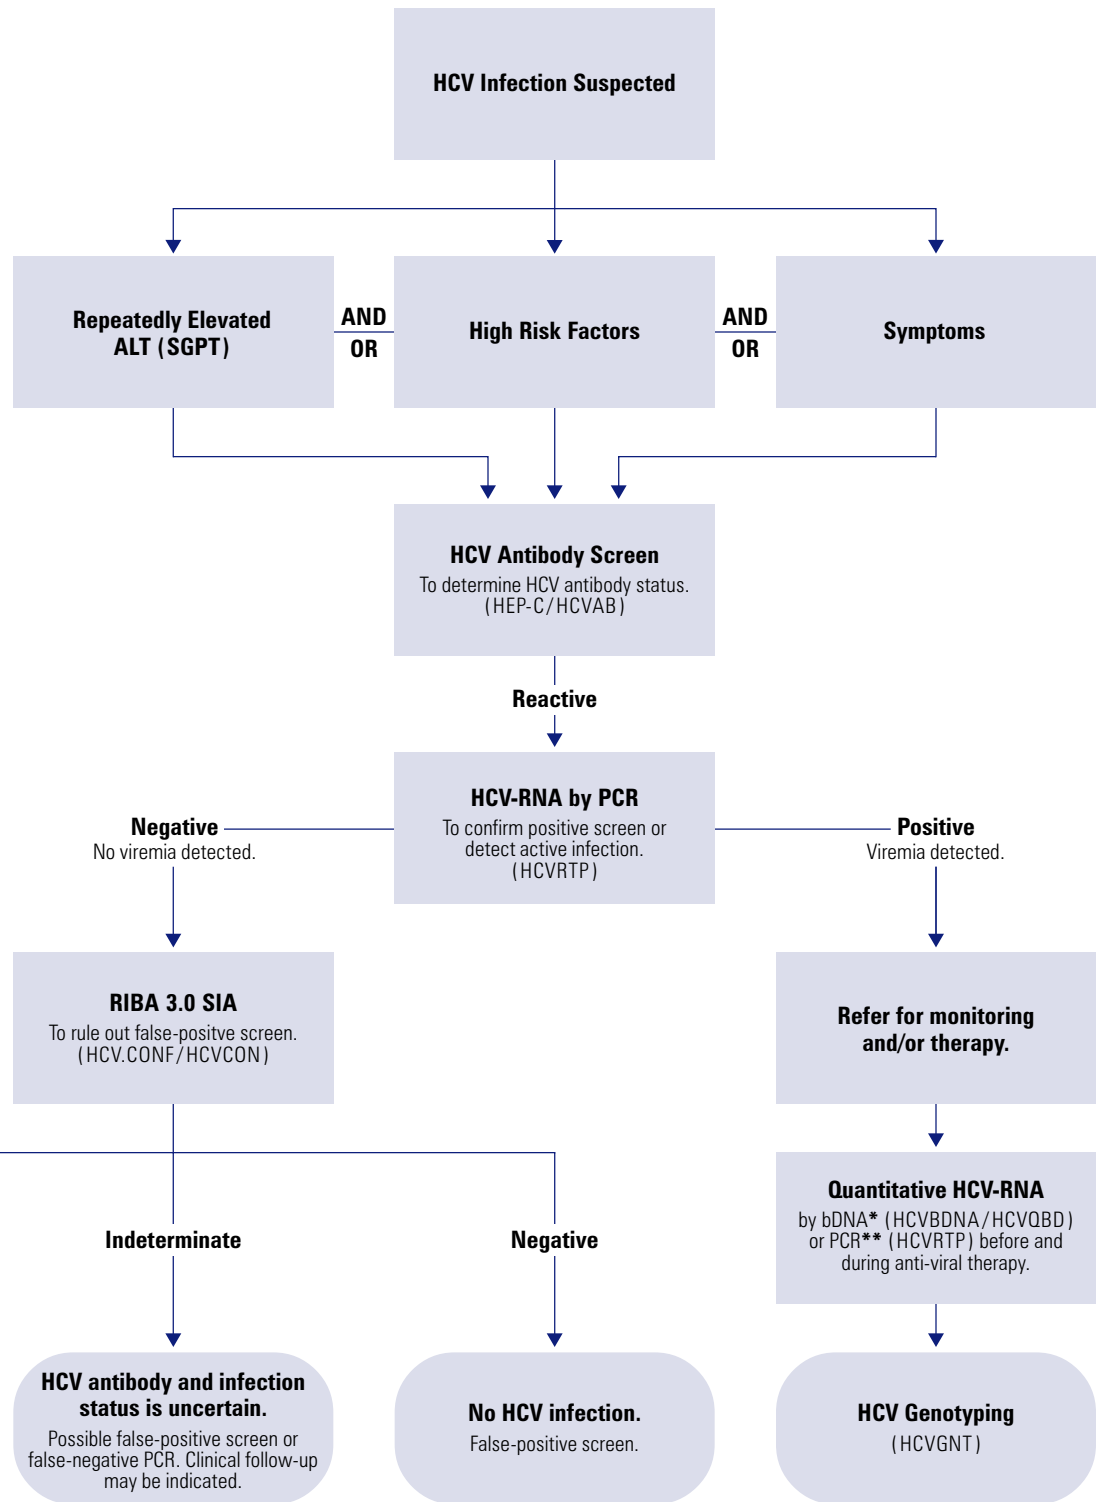 HCV Infection Suspected
Repeatedly Elevated
ALT (SGPT)
AND
OR
High Risk Factors
AND
OR
Symptoms
HCV Antibody Screen
To determine HCV antibody status.
(HEP-C/HCVAB)
Reactive
HCV-RNA by PCR
To confirm positive screen or
detect active infection.
(HCVRTP)
Negative
No viremia detected.
Positive
Viremia detected.
RIBA 3.0 SIA
To rule out false-positve screen.
(HCV.CONF/HCVCON)
Refer for monitoring
and/or therapy.
Indeterminate
Negative
Quantitative HCV-RNA
by bDNA* (HCVBDNA/HCVQBD)
or PCR** (HCVRTP) before and
during anti-viral therapy.
HCV antibody and infection
status is uncertain.
Possible false-positive screen or
false-negative PCR. Clinical follow-up
may be indicated.
No HCV infection.
False-positive screen.
HCV Genotyping
(HCVGNT)